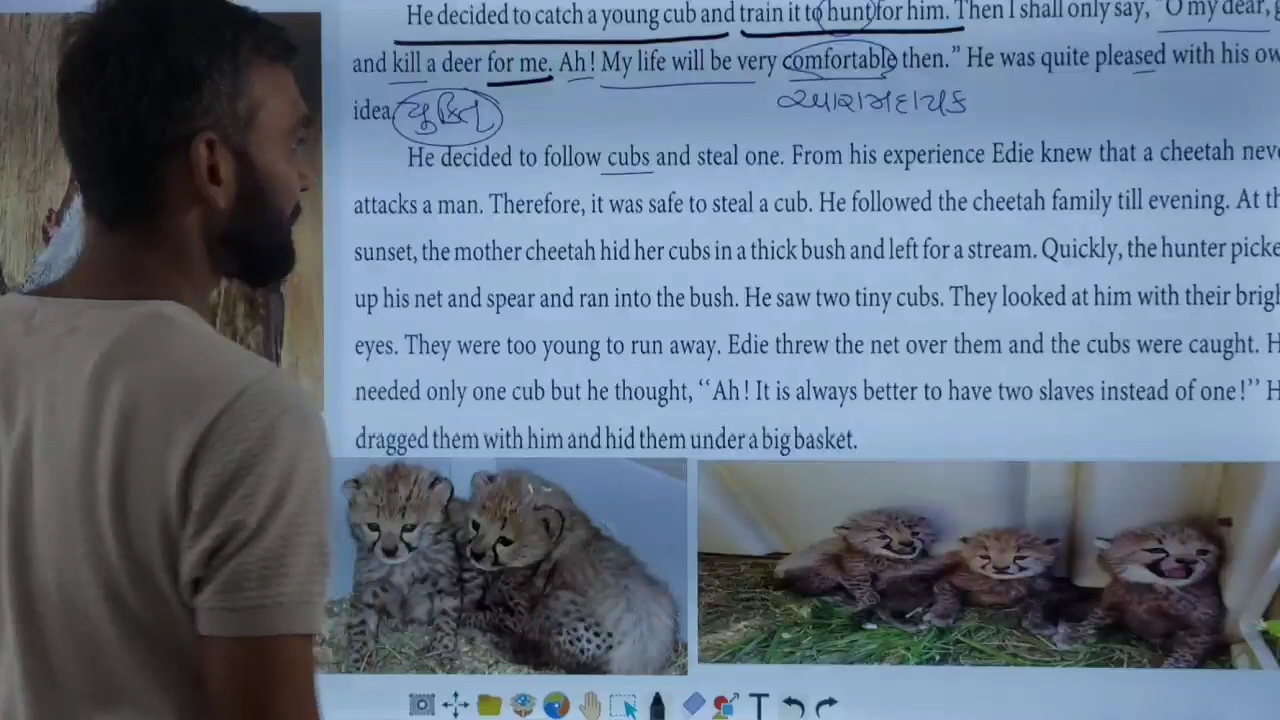 He decided to catch a young cub and train it to hunt for him. Then I shall only say, "O my dear,
and kill a deer for me. Ah! My life will be very comfortable then." He was quite pleased with his
idea યુક્તિ આરામદાયક
He decided to follow cubs and steal one. From his experience Edie knew that a cheetah
attacks a man. Therefore, it was safe to steal a cub. He followed the cheetah family till evening. At
sunset, the mother cheetah hid her cubs in a thick bush and left for a stream. Quickly, the hunter
up his net and spear and ran into the bush. He saw two tiny cubs. They looked at him with their
eyes. They were too young to run away. Edie threw the net over them and the cubs were caught.
needed only one cub but he thought, "Ah! It is always better to have two slaves instead of one!"
dragged them with him and hid them under a big basket.
T